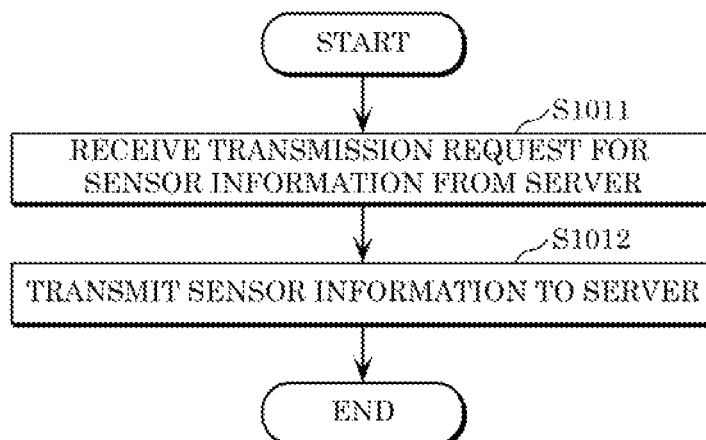 START
S1011
RECEIVE TRANSMISSION REQUEST FOR
SENSOR INFORMATION FROM SERVER
S1012
TRANSMIT SENSOR INFORMATION TO SERVER
END